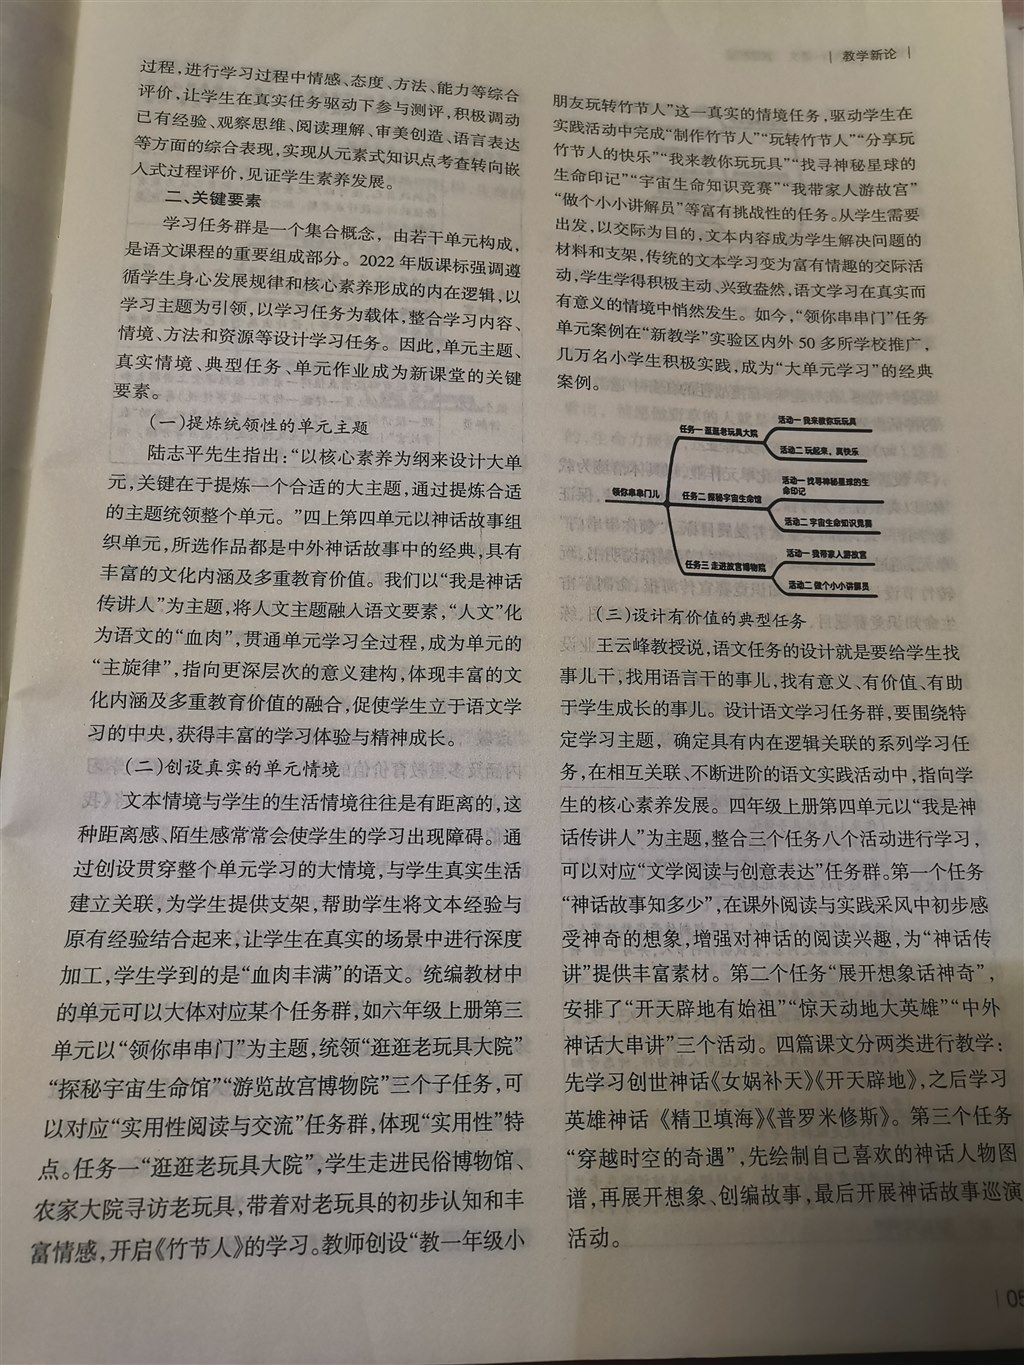 教学新论
过程,进行学习过程中情感、态度、方法、能力等综合
评价,让学生在真实任务驱动下参与测评,积极调动
已有经验、观察思维、阅读理解、审美创造、语言表达
等方面的综合表现,实现从元素式知识点考查转向嵌
入式过程评价,见证学生素养发展。
二、关键要素
学习任务群是一个集合概念，由若干单元构成,
是语文课程的重要组成部分。2022 年版课标强调遵
循学生身心发展规律和核心素养形成的内在逻辑,以
学习主题为引领,以学习任务为载体,整合学习内容、
情境、方法和资源等设计学习任务。因此,单元主题、
真实情境、典型任务、单元作业成为新课堂的关键
要素。
(一)提炼统领性的单元主题
陆志平先生指出:“以核心素养为纲来设计大单
元,关键在于提炼一个合适的大主题,通过提炼合适
的主题统领整个单元。”四上第四单元以神话故事组
织单元,所选作品都是中外神话故事中的经典,具有
丰富的文化内涵及多重教育价值。我们以“我是神话
传讲人”为主题,将人文主题融入语文要素,“人文”化
为语文的“血肉”,贯通单元学习全过程,成为单元的
“主旋律”,指向更深层次的意义建构,体现丰富的文
化内涵及多重教育价值的融合,促使学生立于语文学
习的中央,获得丰富的学习体验与精神成长。
(二)创设真实的单元情境
文本情境与学生的生活情境往往是有距离的,这
种距离感、陌生感常常会使学生的学习出现障碍。通
过创设贯穿整个单元学习的大情境,与学生真实生活
建立关联,为学生提供支架,帮助学生将文本经验与
原有经验结合起来,让学生在真实的场景中进行深度
加工,学生学到的是“血肉丰满”的语文。统编教材中
的单元可以大体对应某个任务群,如六年级上册第三
单元以“领你串串门”为主题,统领“逛逛老玩具大院”
“探秘宇宙生命馆”“游览故宫博物院”三个子任务,可
以对应“实用性阅读与交流”任务群,体现“实用性”特
点。任务一“逛逛老玩具大院”,学生走进民俗博物馆、
农家大院寻访老玩具,带着对老玩具的初步认知和丰
富情感,开启《竹节人》的学习。教师创设“教一年级小
朋友玩转竹节人”这一真实的情境任务,驱动学生在
实践活动中完成“制作竹节人”“玩转竹节人”“分享玩
竹节人的快乐”“我来教你玩玩具”“找寻神秘星球的
生命印记”“宇宙生命知识竞赛”“我带家人游故宫”
“做个小小讲解员”等富有挑战性的任务。从学生需要
出发,以交际为目的,文本内容成为学生解决问题的
材料和支架,传统的文本学习变为富有情趣的交际活
动,学生学得积极主动、兴致盎然,语文学习在真实而
有意义的情境中悄然发生。如今,“领你串串门”任务
单元案例在“新教学”实验区内外 50 多所学校推广,
几万名小学生积极实践,成为“大单元学习”的经典
案例。
领你串串门儿
任务一 逛逛老玩具大院
活动一 我来教你玩玩具
活动二 玩起来，真快乐
任务二 探秘宇宙生命馆
活动一 找寻神秘星球的生
命印记
活动二 宇宙生命知识竞赛
任务三 走进故宫博物院
活动一 我带家人游故宫
活动二 做个小小讲解员
(三)设计有价值的典型任务
王云峰教授说,语文任务的设计就是要给学生找
事儿干,找用语言干的事儿,找有意义、有价值、有助
于学生成长的事儿。设计语文学习任务群,要围绕特
定学习主题，确定具有内在逻辑关联的系列学习任
务,在相互关联、不断进阶的语文实践活动中,指向学
生的核心素养发展。四年级上册第四单元以“我是神
话传讲人”为主题,整合三个任务八个活动进行学习,
可以对应“文学阅读与创意表达”任务群。第一个任务
“神话故事知多少”,在课外阅读与实践采风中初步感
受神奇的想象,增强对神话的阅读兴趣,为“神话传
讲”提供丰富素材。第二个任务“展开想象话神奇”,
安排了“开天辟地有始祖”“惊天动地大英雄”“中外
神话大串讲”三个活动。四篇课文分两类进行教学:
先学习创世神话《女娲补天》《开天辟地》,之后学习
英雄神话《精卫填海》《普罗米修斯》。第三个任务
“穿越时空的奇遇”,先绘制自己喜欢的神话人物图
谱,再展开想象、创编故事,最后开展神话故事巡演
活动。